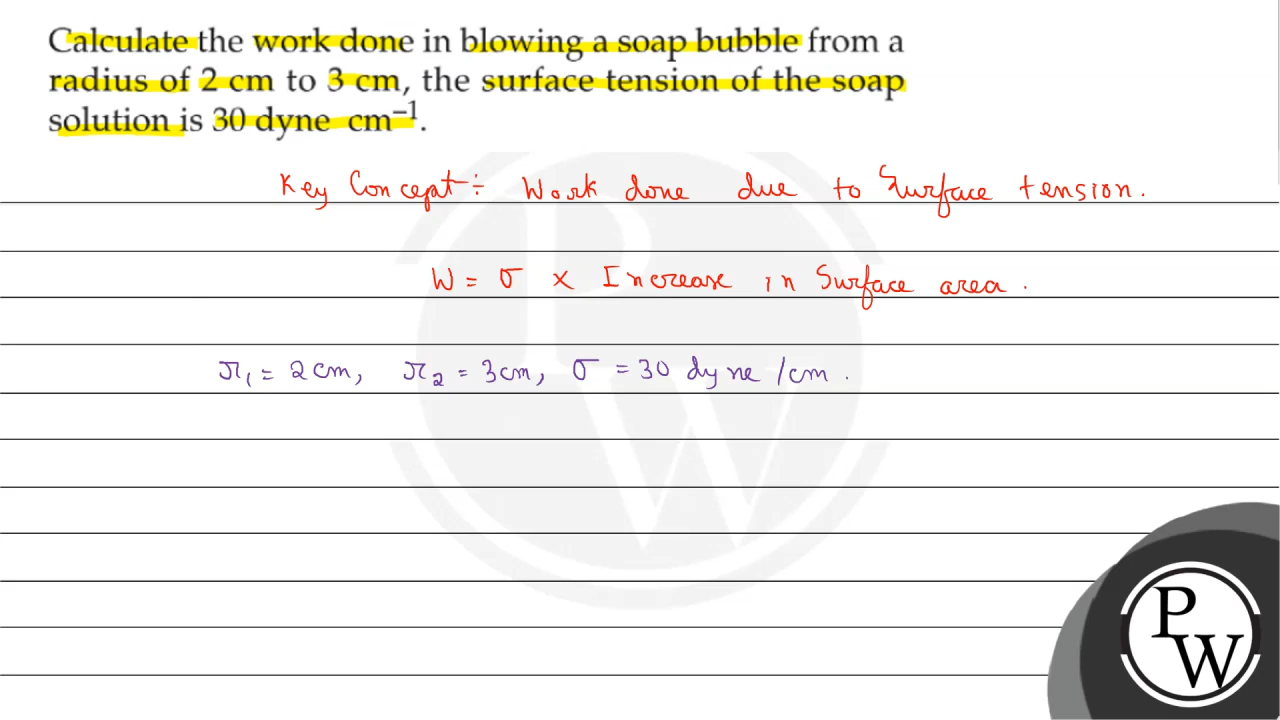 Calculate the work done in blowing a soap bubble from a
radius of 2 cm to 3 cm, the surface tension of the soap
solution is 30 dyne cm⁻¹.
Key Concept ÷ Work done due to Surface tension.
W = σ × Increase in Surface area.
r₁ = 2cm, r₂ = 3cm, σ = 30 dyne/cm.
PW
PW